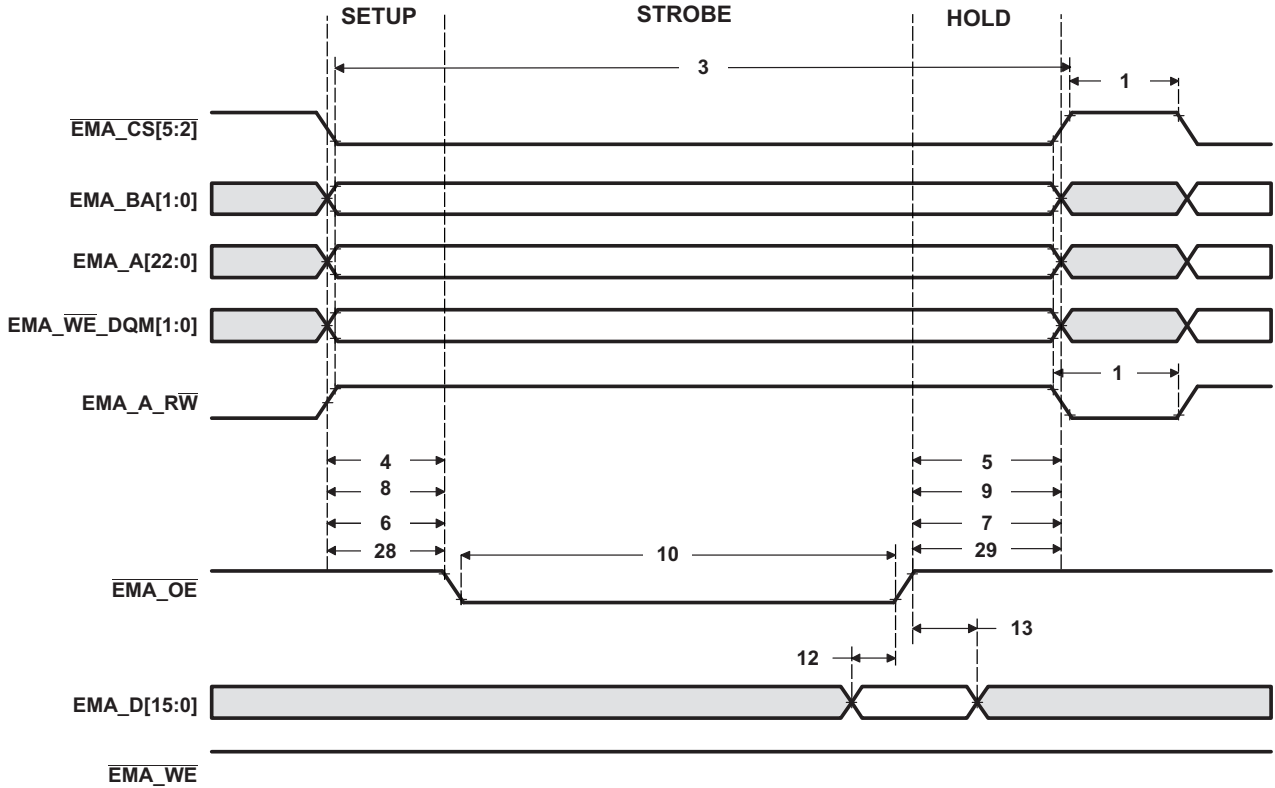 SETUP STROBE HOLD
3
1
EMA_CS[5:2]
EMA_BA[1:0]
EMA_A[22:0]
EMA_WE_DQM[1:0]
1
EMA_A_RW
4 5
8 9
6 7
28 29
10
EMA_OE
13
12
EMA_D[15:0]
EMA_WE